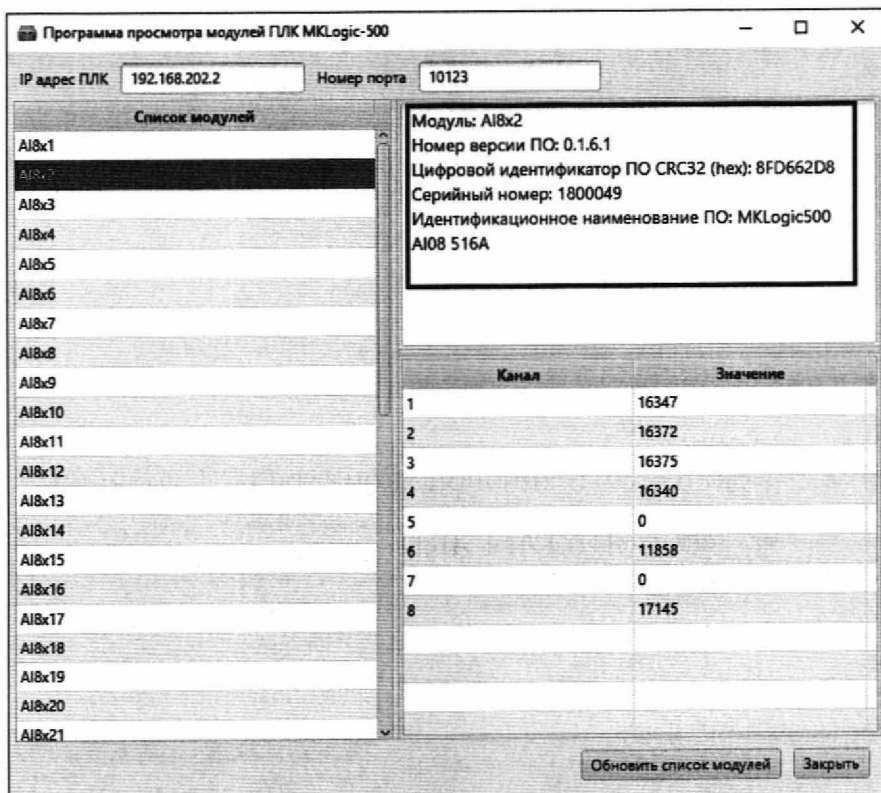 Программа просмотра модулей ПЛК MKLogic-500
IP адрес ПЛК 192.168.202.2 Номер порта 10123
Список модулей
AI8x1
AI8x2
AI8x3
AI8x4
AI8x5
AI8x6
AI8x7
AI8x8
AI8x9
AI8x10
AI8x11
AI8x12
AI8x13
AI8x14
AI8x15
AI8x16
AI8x17
AI8x18
AI8x19
AI8x20
AI8x21
Модуль: AI8x2
Номер версии ПО: 0.1.6.1
Цифровой идентификатор ПО CRC32 (hex): 8FD662D8
Серийный номер: 1800049
Идентификационное наименование ПО: MKLogic500
AI08 516A
Канал Значение
1 16347
2 16372
3 16375
4 16340
5 0
6 11858
7 0
8 17145
Обновить список модулей Закрыть